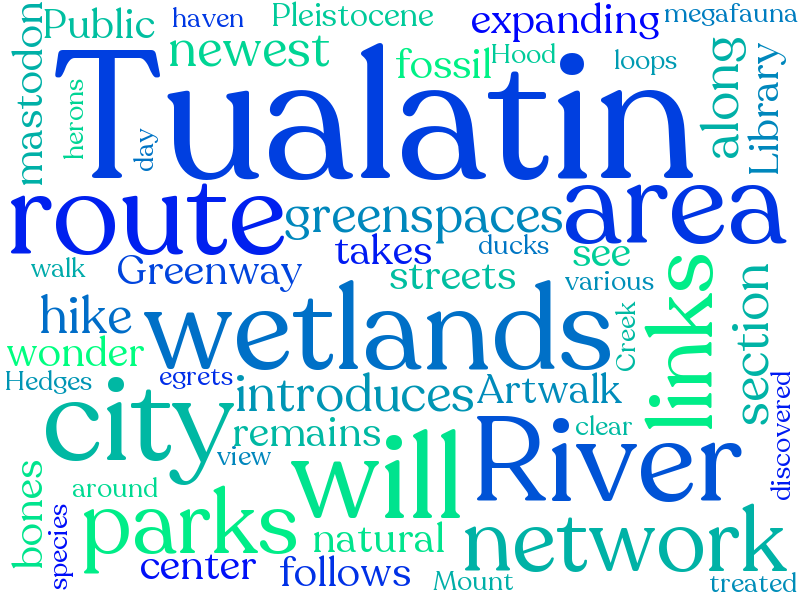 mastodon
Public
haven
Pleistocene
expanding
megafauna
newest
fossil
Hood
loops
along
Library
herons
day
Tualatin
route
greenspaces
area
takes
ducks
see
walk
Greenway
streets
various
links
section
hike
wetlands
Creek
wonder
Hedges
egrets
introduces
Artwalk
city
remains
view
River
clear
discovered
bones
around
will
species
parks
natural
network
center
follows
Mount
treated